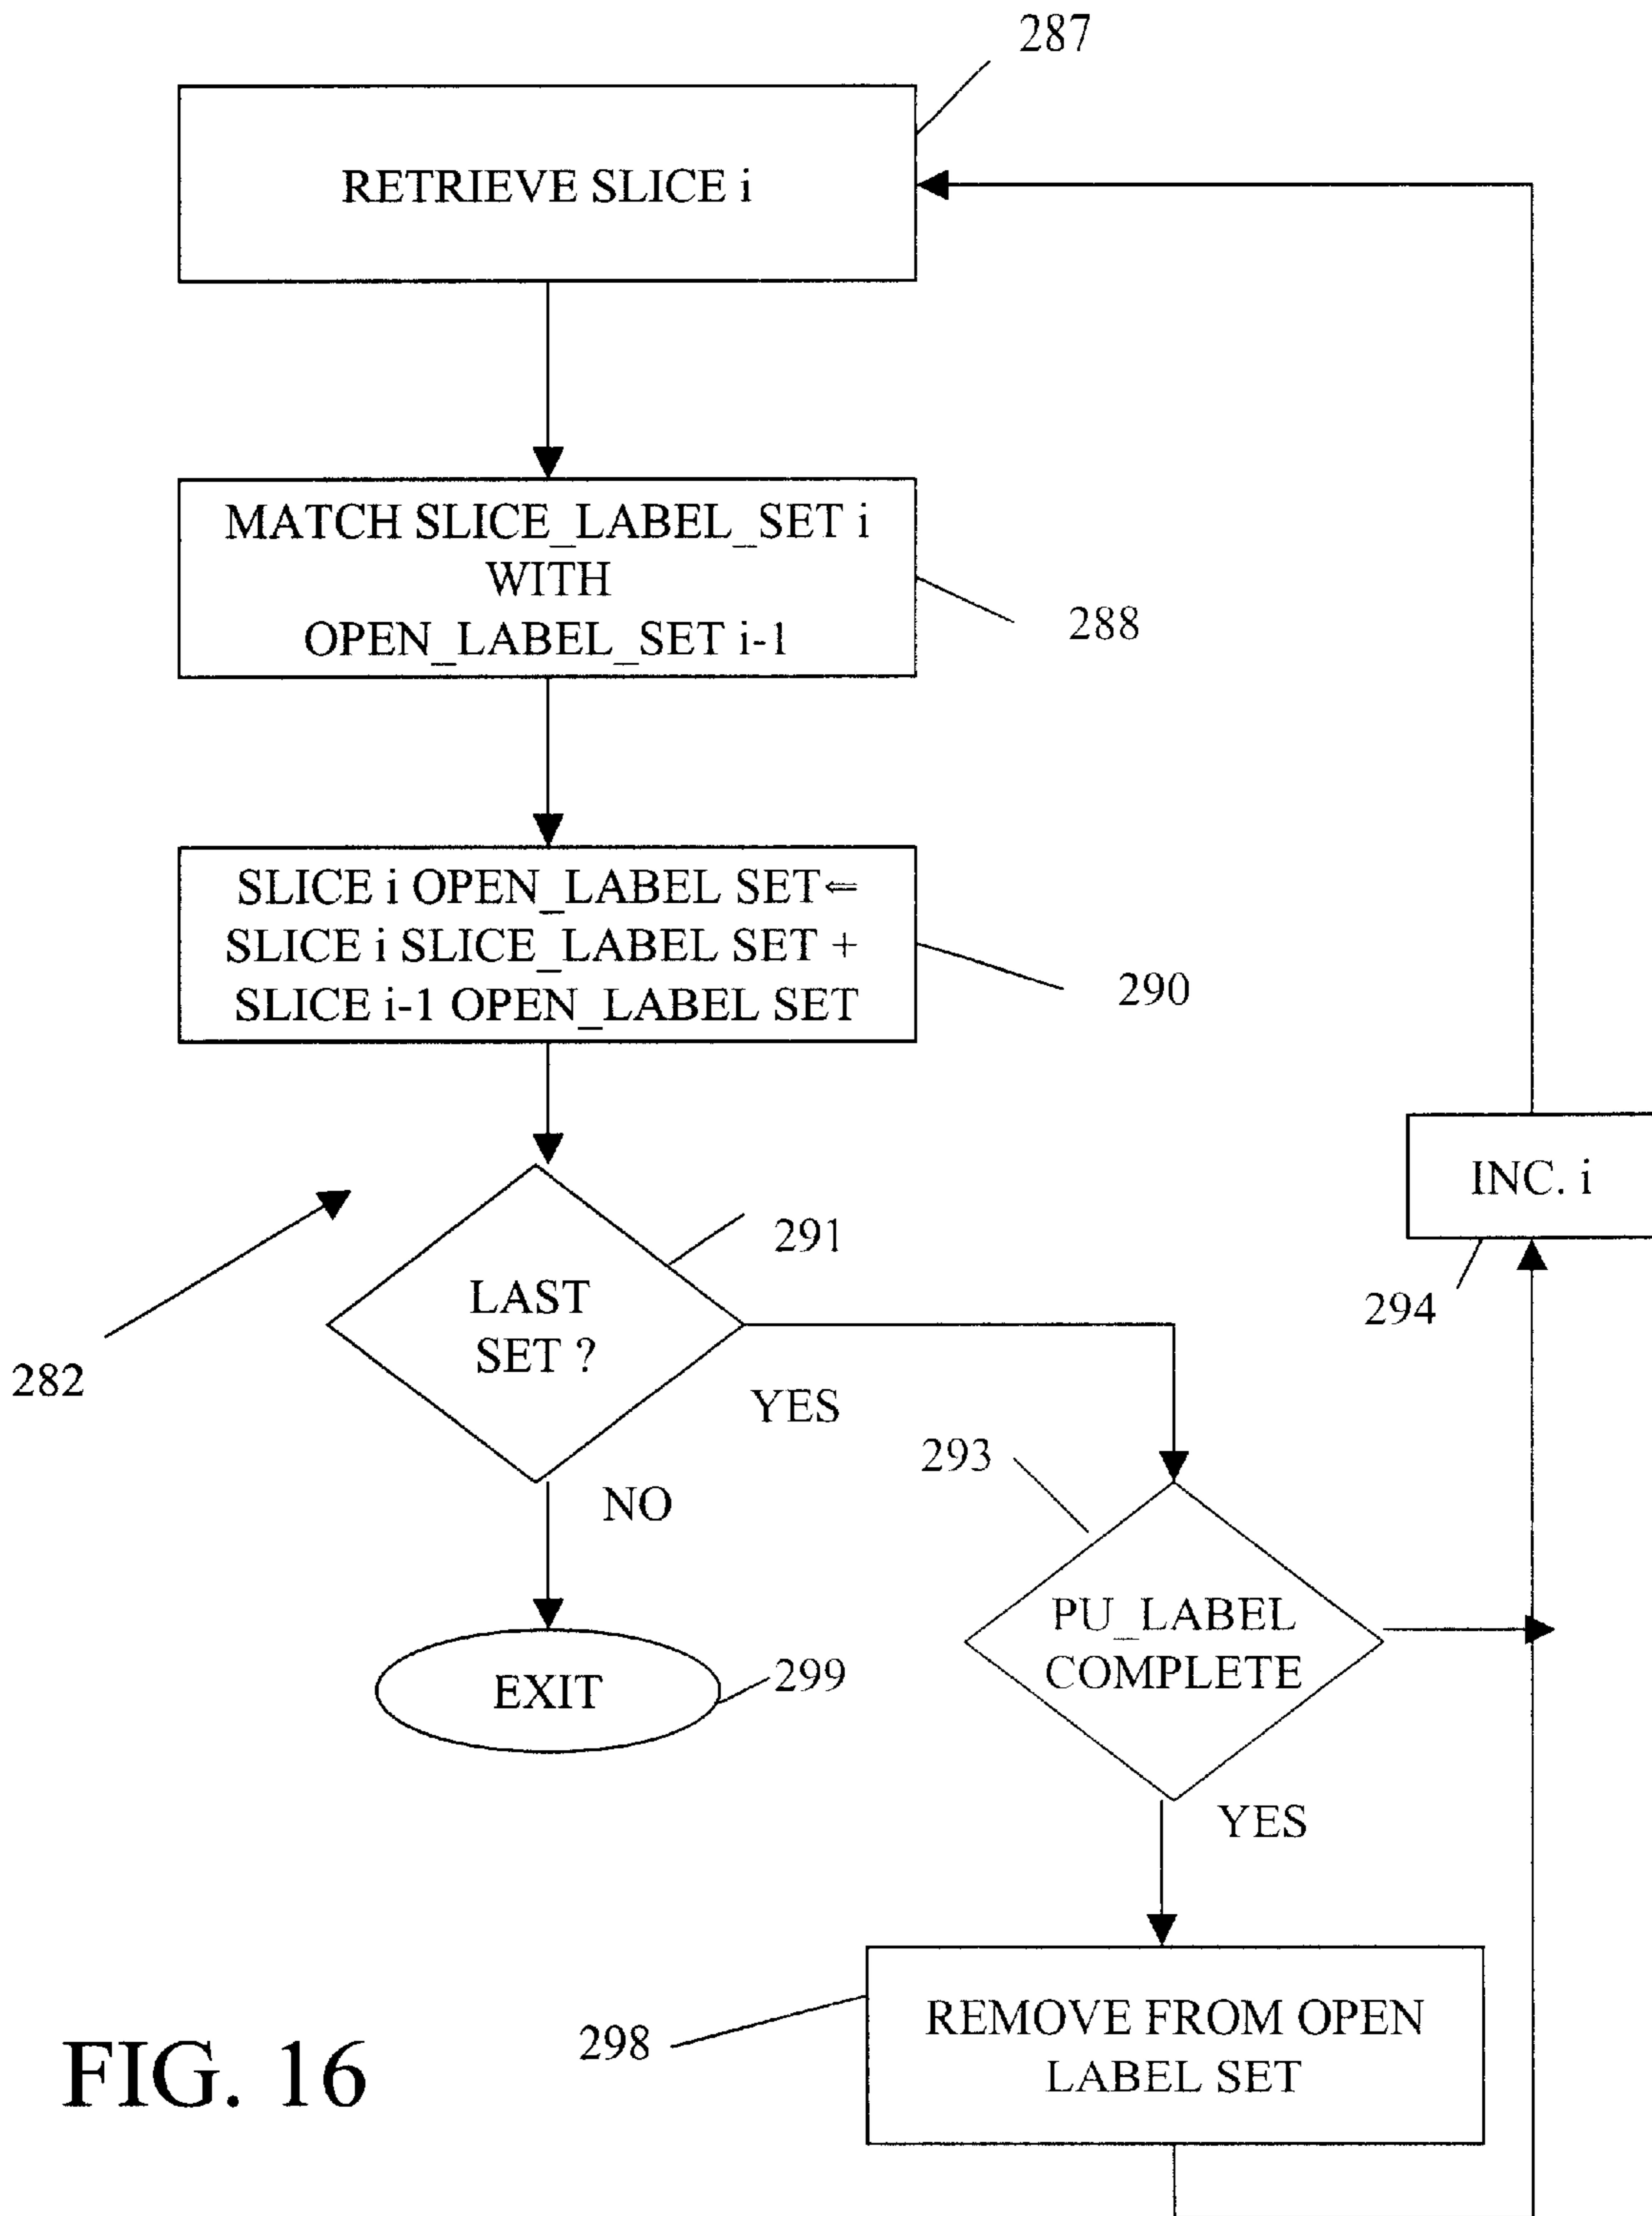 287
RETRIEVE SLICE i
MATCH SLICE_LABEL_SET i
WITH
OPEN_LABEL_SET i-1
288
SLICE i OPEN_LABEL SET⇐
SLICE i SLICE_LABEL SET +
SLICE i-1 OPEN_LABEL SET
290
INC. i
294
291
LAST
SET ?
282
YES
NO
293
PU_LABEL
COMPLETE
EXIT
299
YES
298
REMOVE FROM OPEN
LABEL SET
FIG. 16